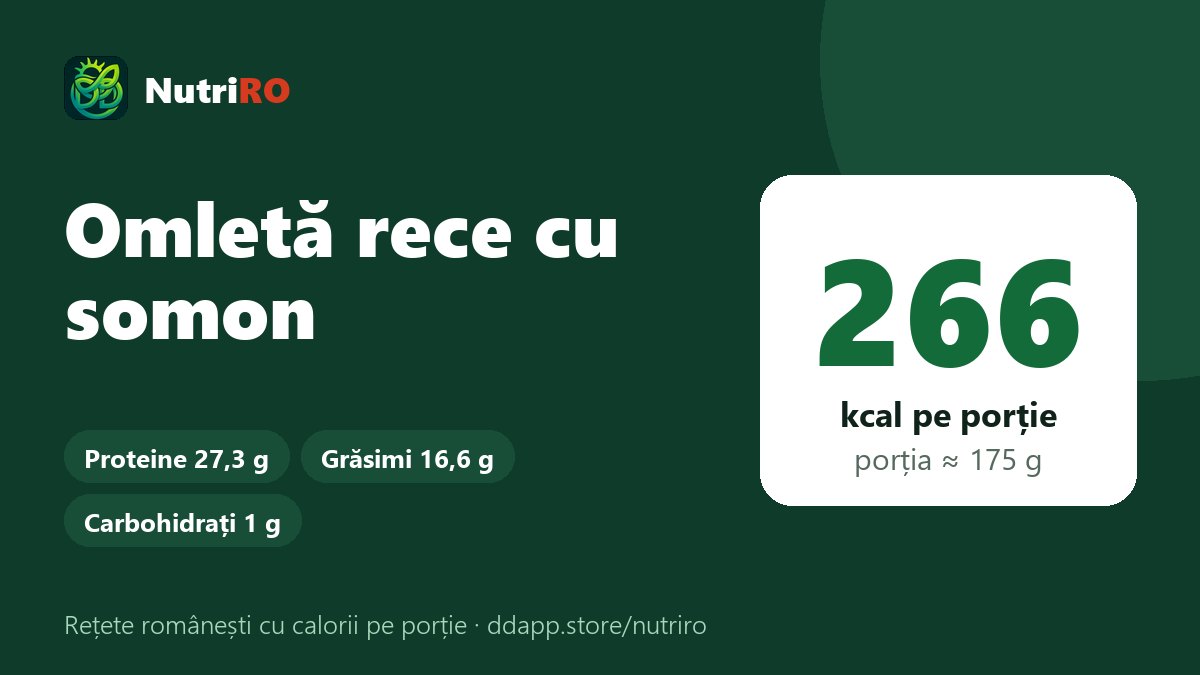 NutriRO
Omletă rece cu
somon
266
kcal pe porție
porția ≈ 175 g
Proteine 27,3 g
Grăsimi 16,6 g
Carbohidrați 1 g
Rețete românești cu calorii pe porție · ddapp.store/nutriro